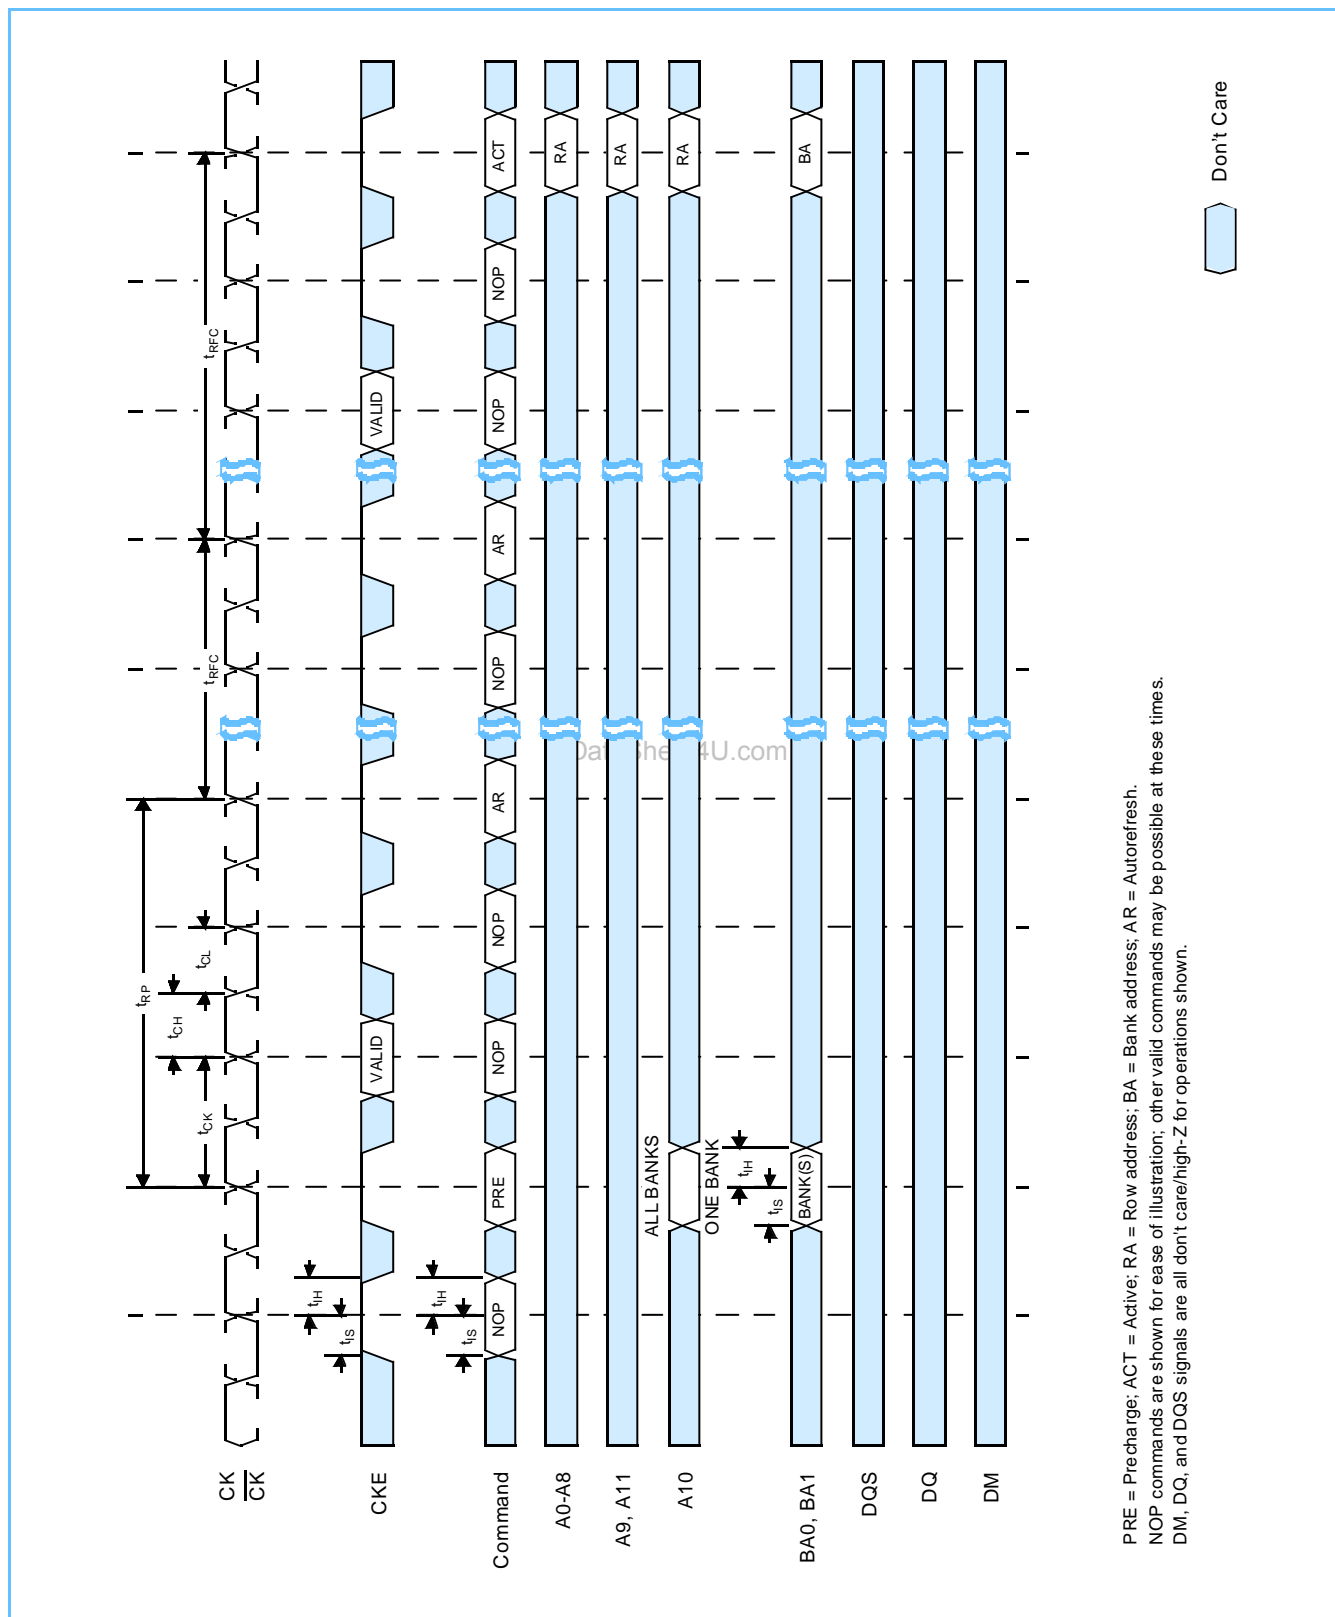 tRP
tCK
tCH
tCL
tRFC
tRFC
CK
CK
CKE
tIS
tIH
VALID
VALID
Command
tIS
tIH
NOP
PRE
NOP
NOP
AR
NOP
AR
NOP
NOP
ACT
A0-A8
RA
A9, A11
RA
A10
ALL BANKS
ONE BANK
RA
BA0, BA1
tIS
tIH
BANK(S)
BA
DQS
DQ
DM
PRE = Precharge; ACT = Active; RA = Row address; BA = Bank address; AR = Autorefresh.
NOP commands are shown for ease of illustration; other valid commands may be possible at these times.
DM, DQ, and DQS signals are all don't care/high-Z for operations shown.
Don't Care